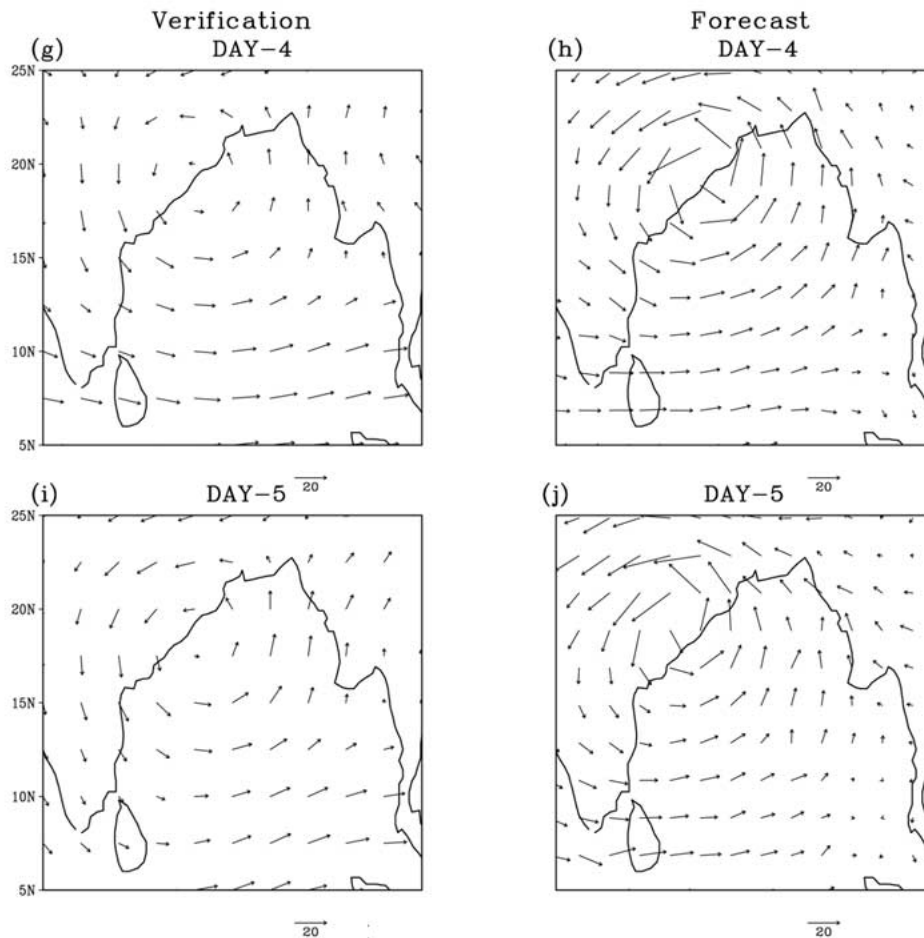 Verification
Forecast
(g) DAY-4
(h) DAY-4
25N
20N
15N
10N
5N
20
20
(i) DAY-5
(j) DAY-5
25N
20N
15N
10N
5N
20
20